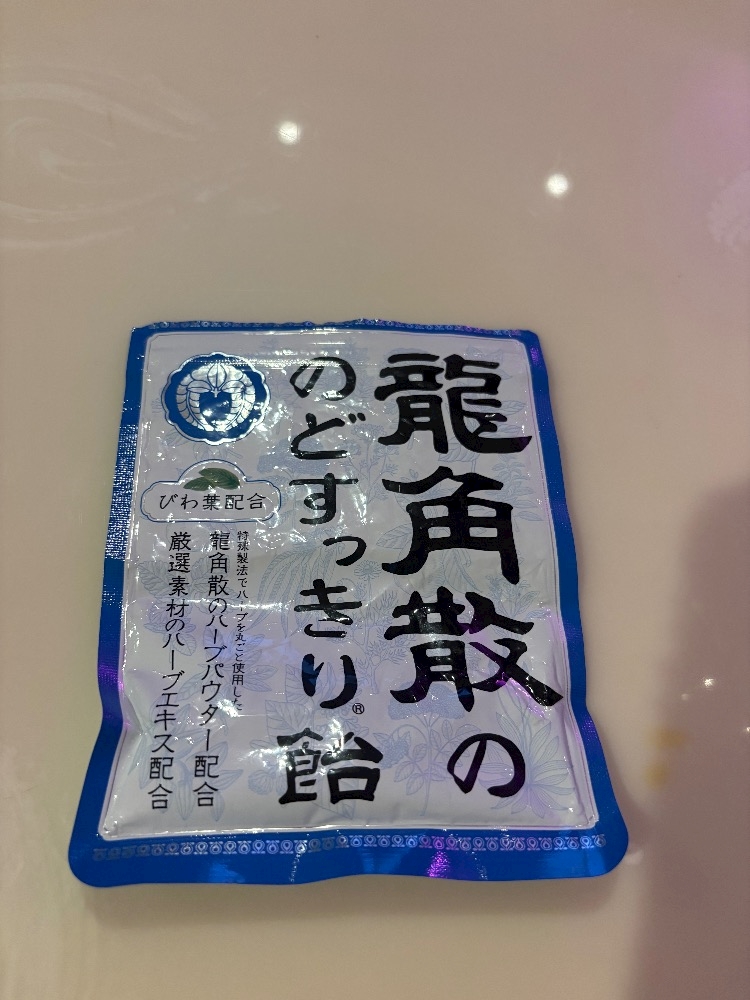 龍角散の
のどすっきり®飴
びわ葉配合
特殊製法でハーブを丸ごと使用した
龍角散のハーブパウダー配合
厳選素材のハーブエキス配合